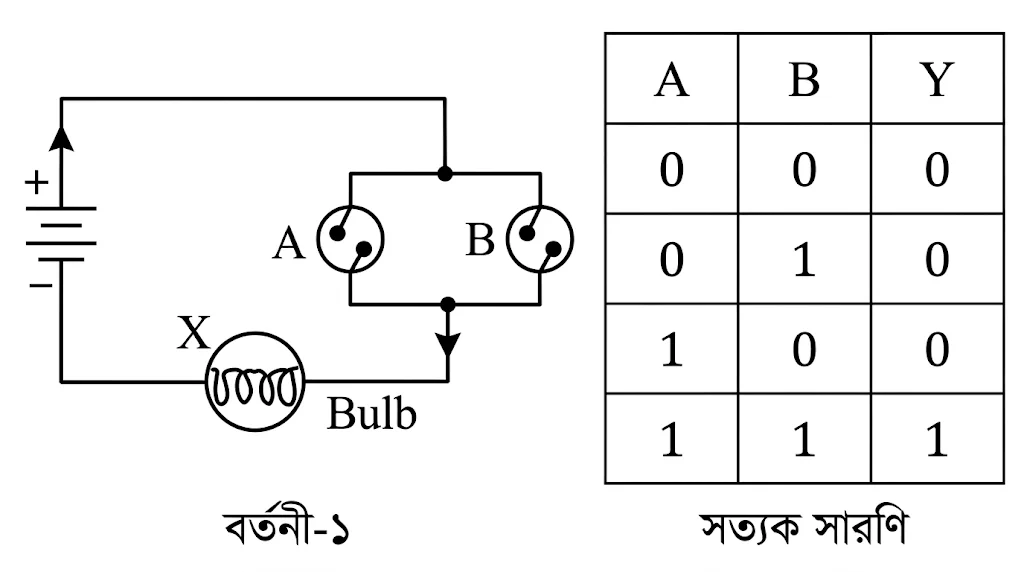 +
−
A
B
X
Bulb
বর্তনী-১
A B Y
0 0 0
0 1 0
1 0 0
1 1 1
সত্যক সারণি